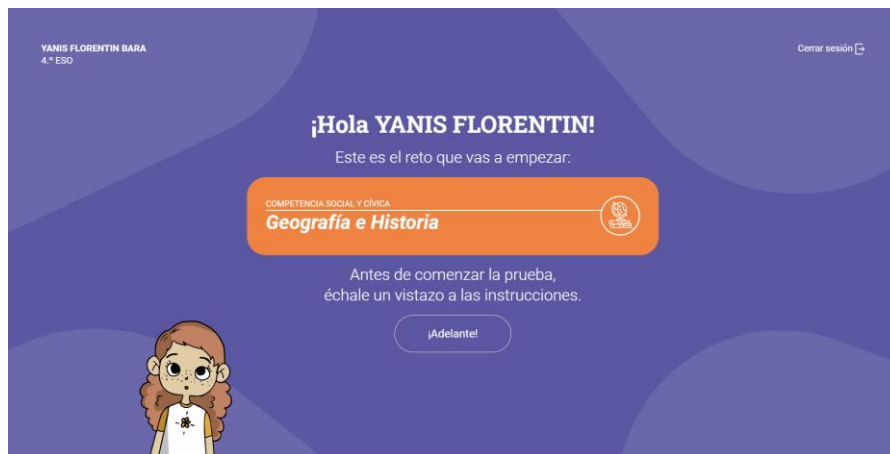 YANIS FLORENTIN BARA
4.º ESO
Cerrar sesión
¡Hola YANIS FLORENTIN!
Este es el reto que vas a empezar:
COMPETENCIA SOCIAL Y CÍVICA
Geografía e Historia
Antes de comenzar la prueba,
échale un vistazo a las instrucciones.
¡Adelante!